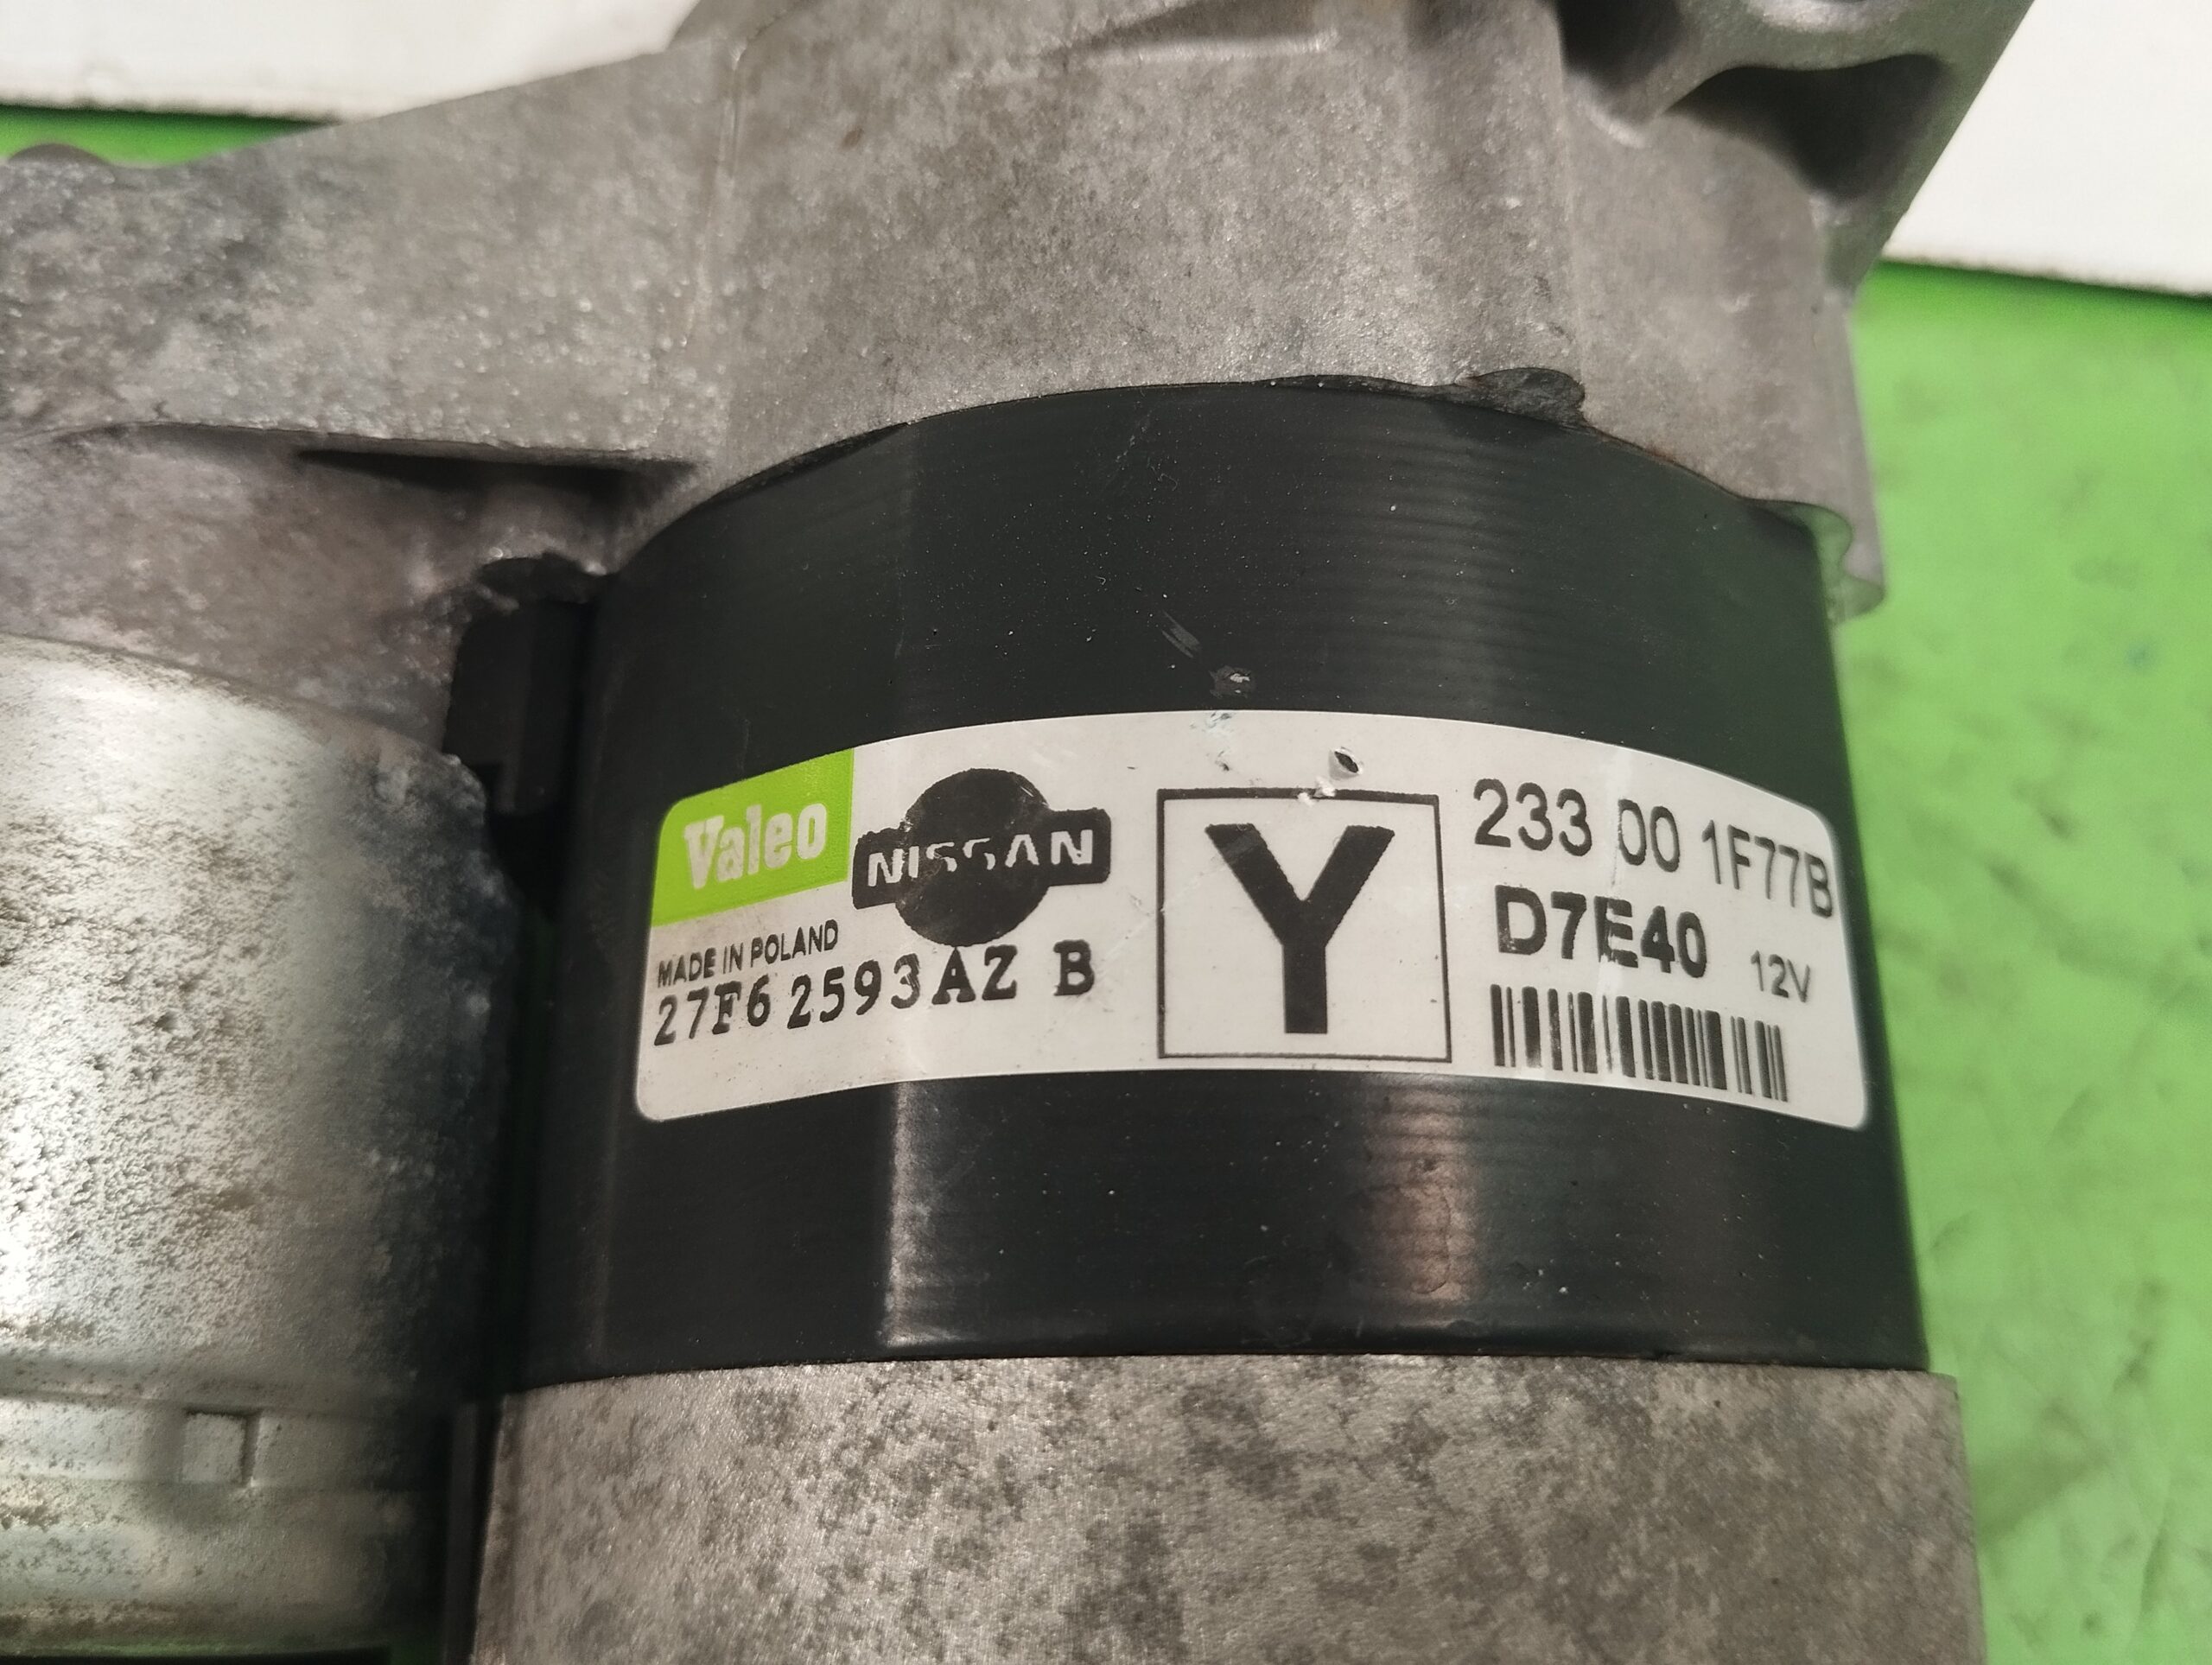 Valeo
NISSAN
MADE IN POLAND
27F6 2593AZ B
Y
233 00 1F77B
D7E40 12V